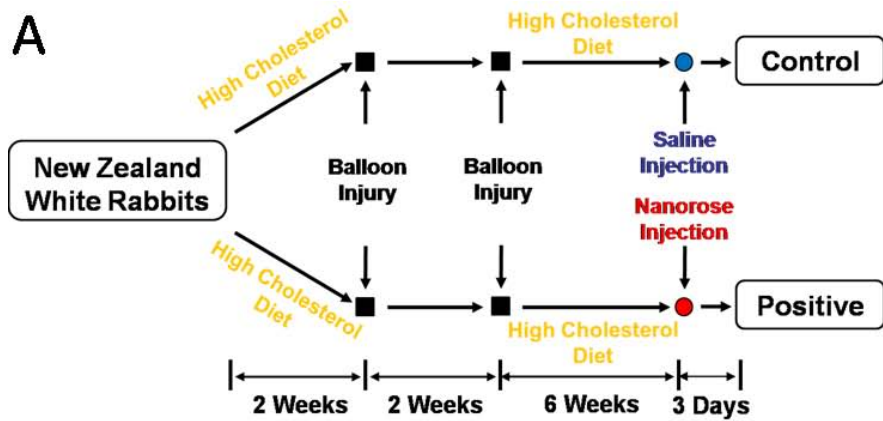 A
High Cholesterol
Diet
High Cholesterol
Diet
Control
New Zealand
White Rabbits
Balloon
Injury
Balloon
Injury
Saline
Injection
Nanorose
Injection
High Cholesterol
Diet
High Cholesterol
Diet
Positive
2 Weeks
2 Weeks
6 Weeks
3 Days